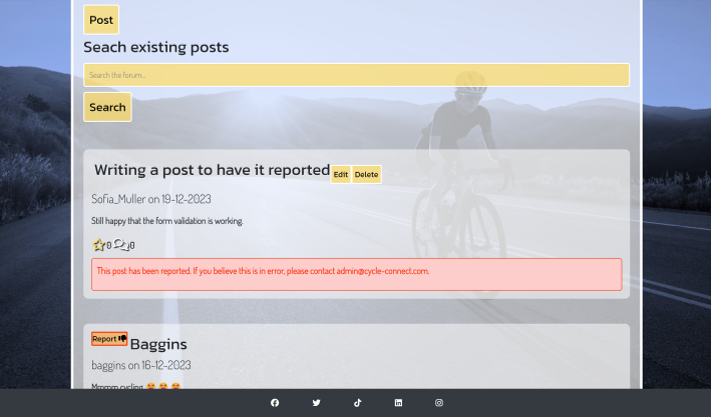 Post
Seach existing posts
Search the forum...
Search
Writing a post to have it reported Edit Delete
Sofia_Muller on 19-12-2023
Still happy that the form validation is working.
0 0
This post has been reported. If you believe this is in error, please contact admin@cycle-connect.com.
Report Baggins
baggins on 16-12-2023
Mmmm cycling